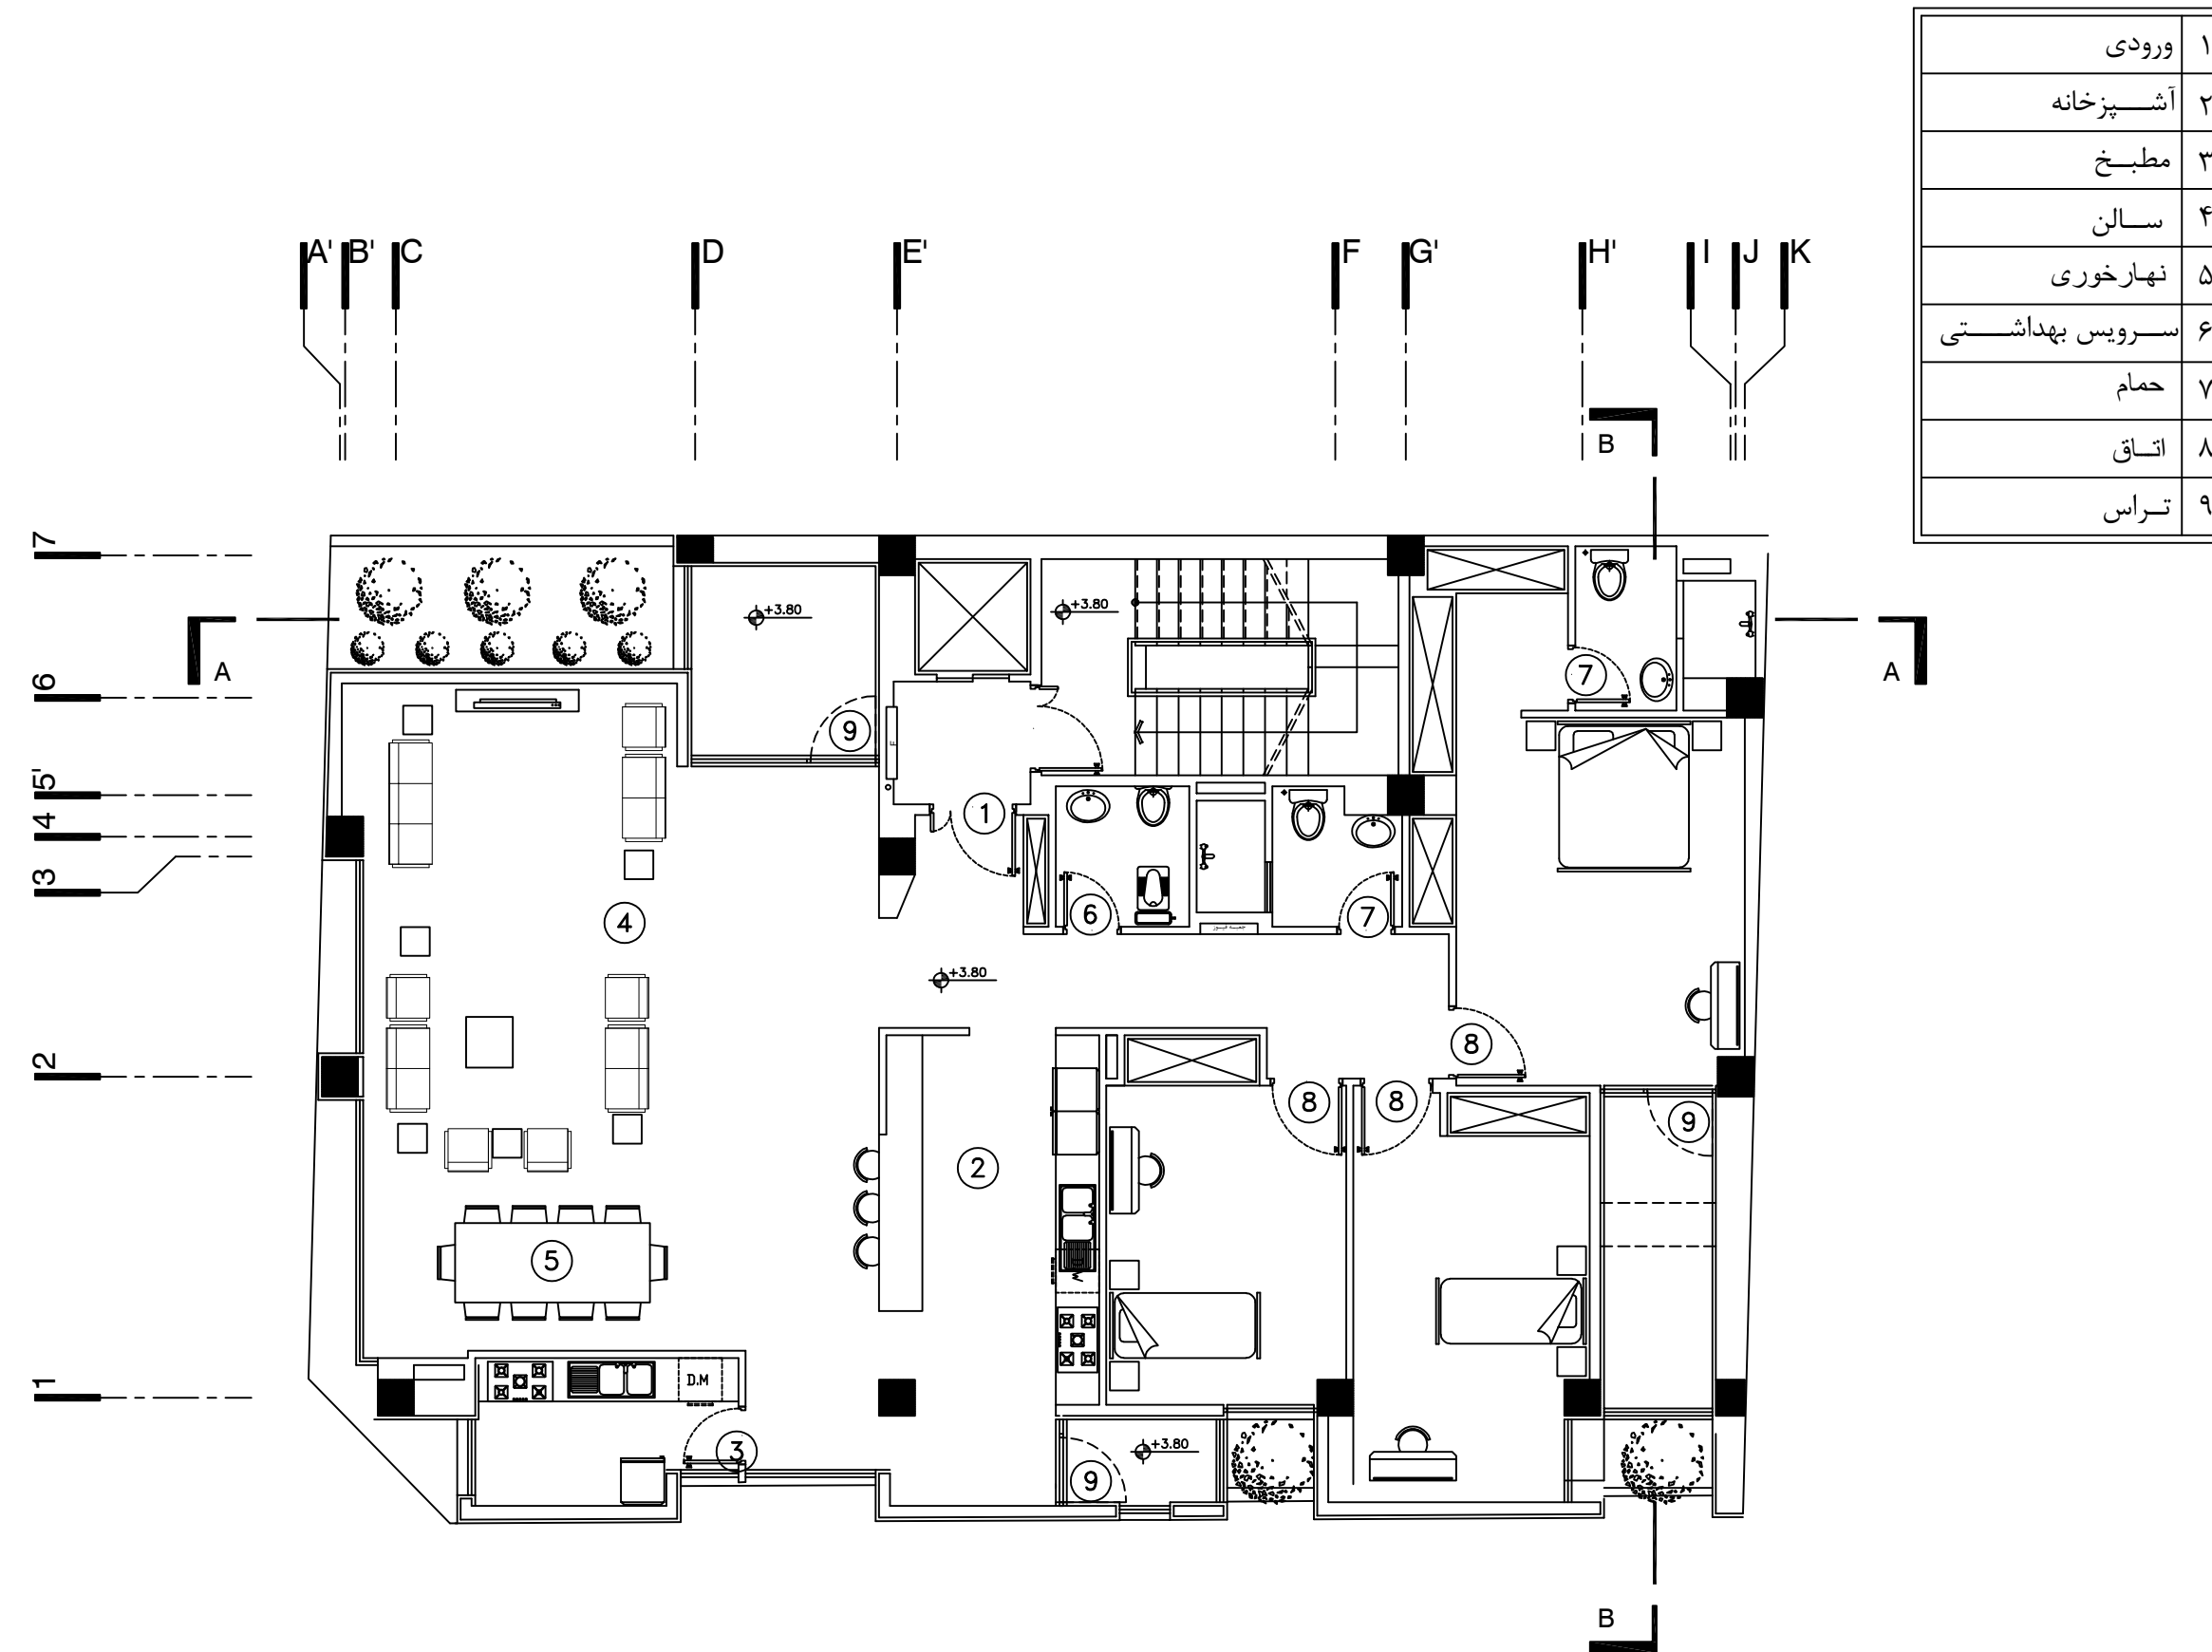 ۱ ورودی
۲ آشپزخانه
۳ مطبخ
۴ سالن
۵ نهارخوری
۶ سرویس بهداشتی
۷ حمام
۸ اتاق
۹ تراس
A' B' C D E' F G' H' I J K
B
7
A A
6
+3.80 +3.80
7
9
F
5'
4
1
3
6 7
4
جعبه فیوز
+3.80
2
8
8 8
9
2
5
D.W
D.M
1
3
+3.80
9
B